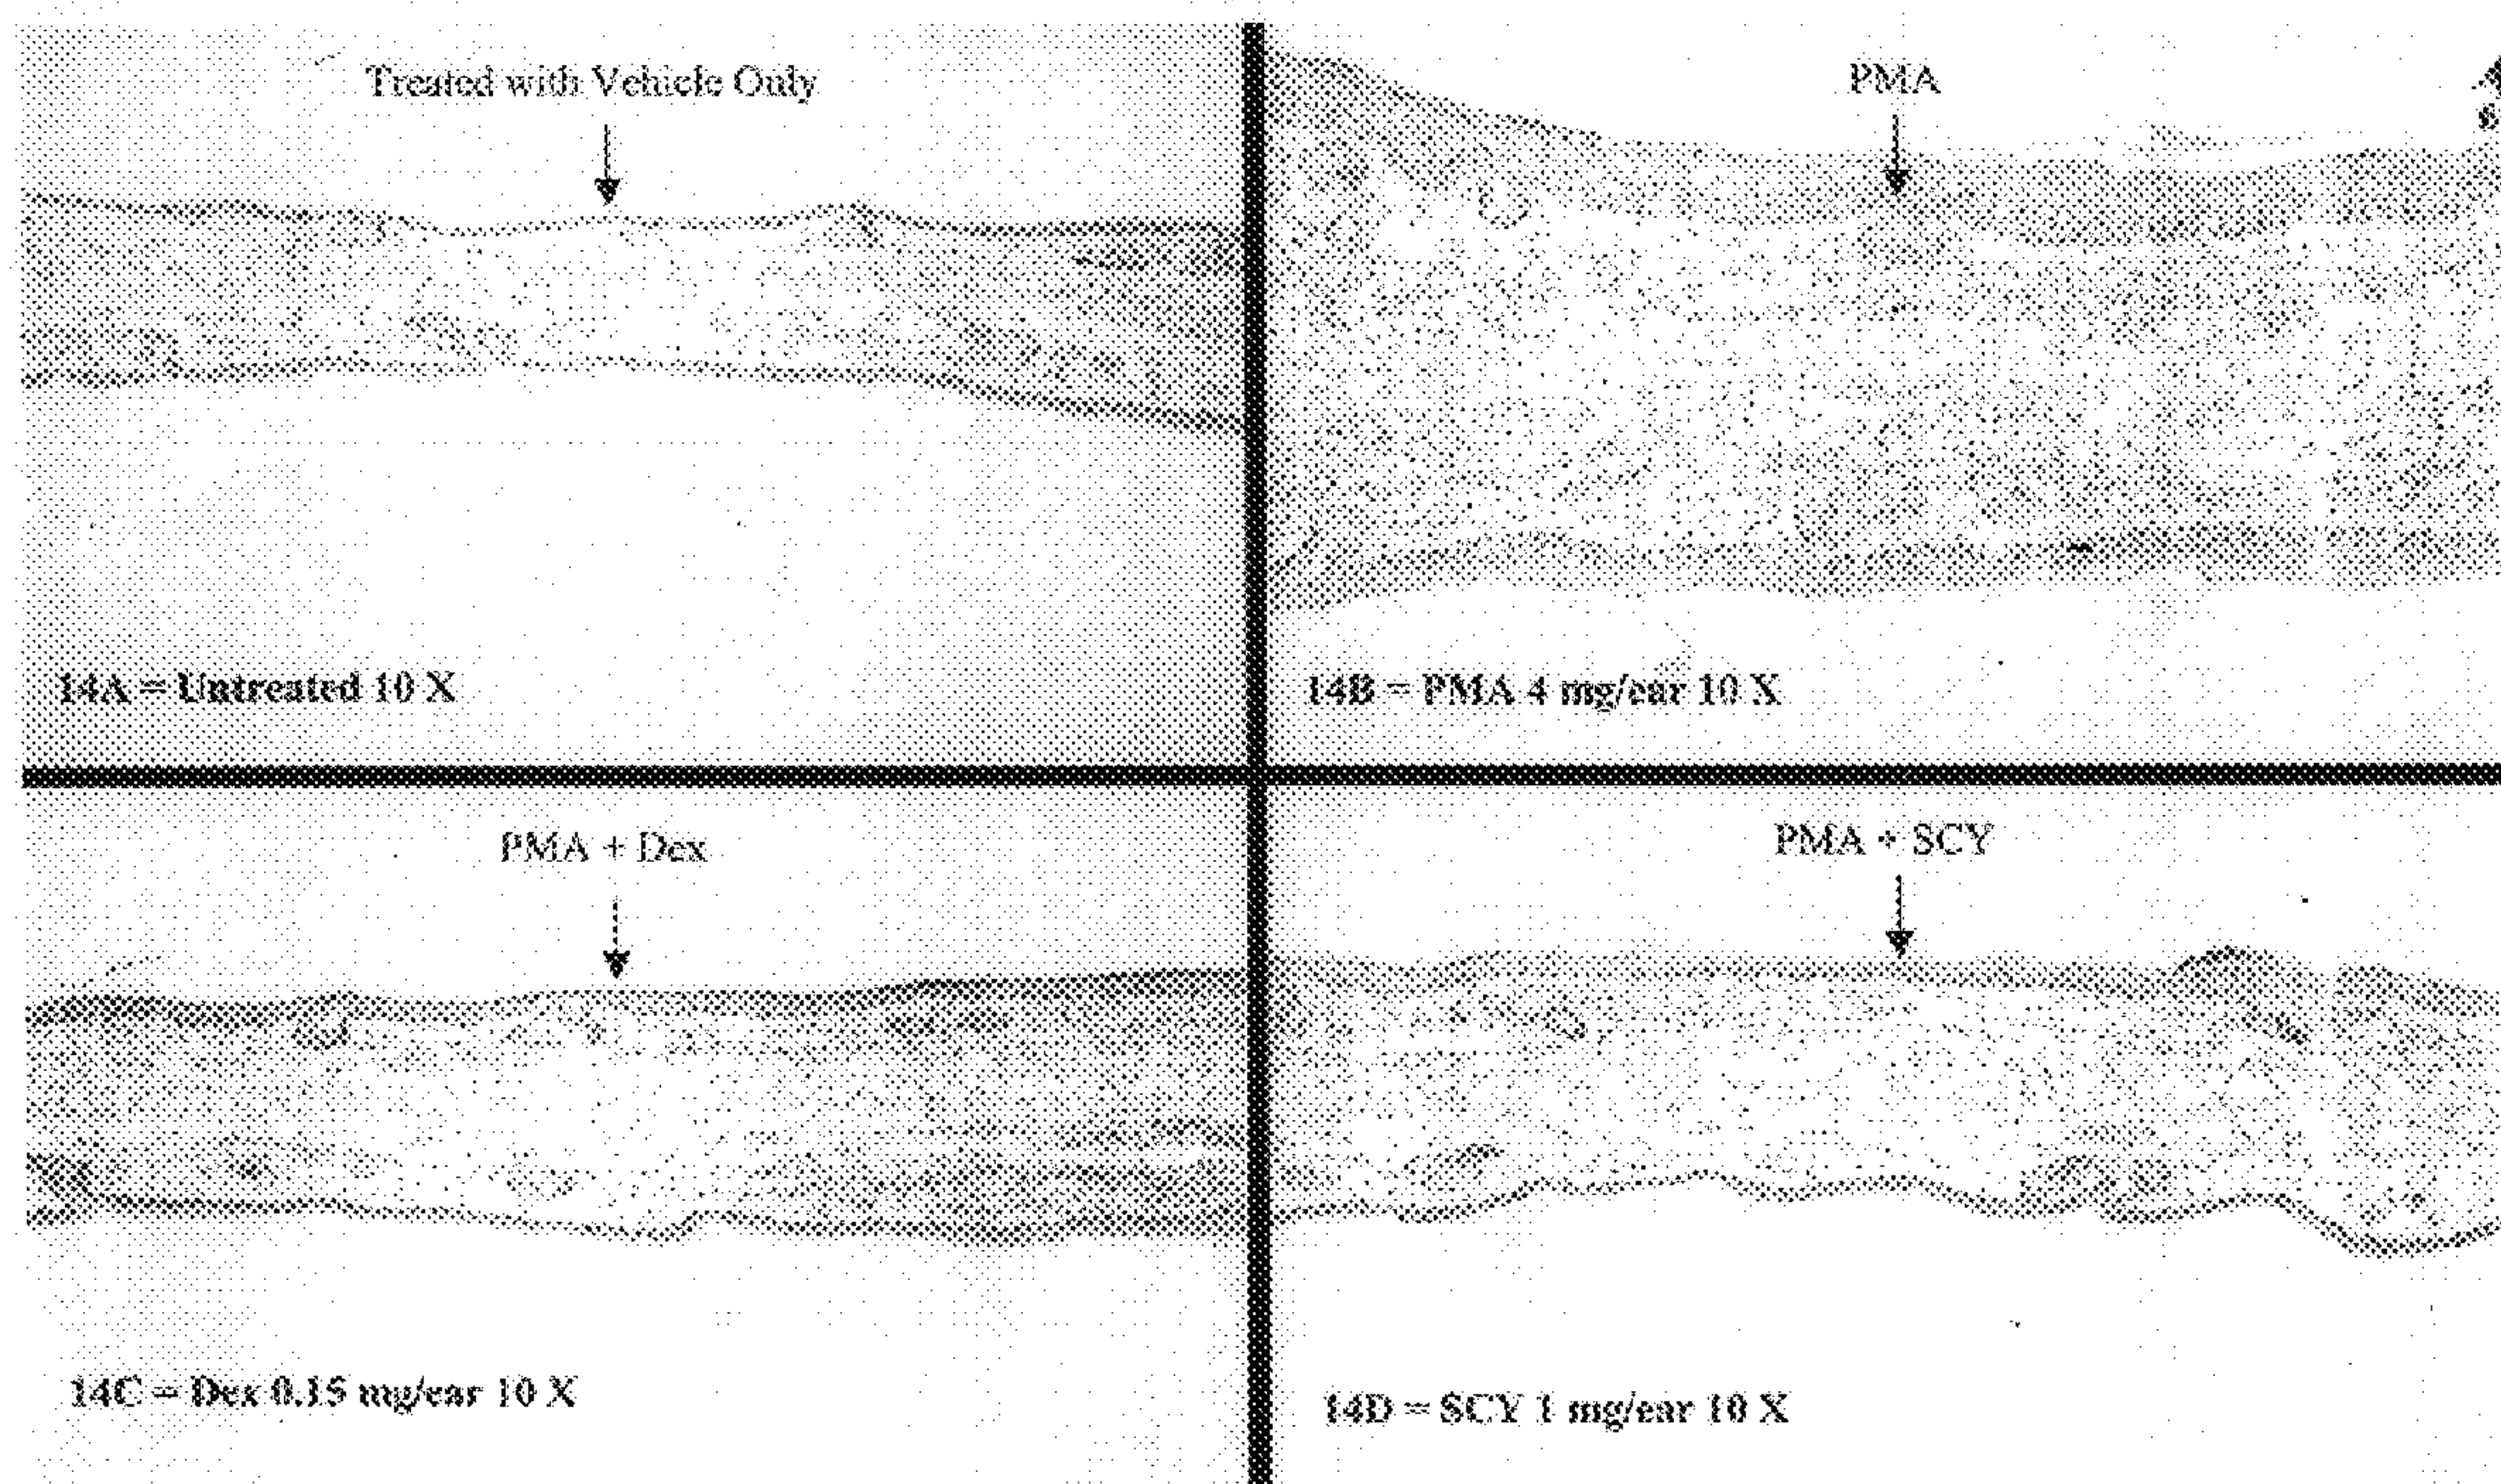 Treated with Vehicle Only
PMA
14A = Untreated 10 X
14B = PMA 4 mg/ear 10 X
PMA + Dex
PMA + SCY
14C = Dex 0.15 mg/ear 10 X
14D = SCY 1 mg/ear 10 X